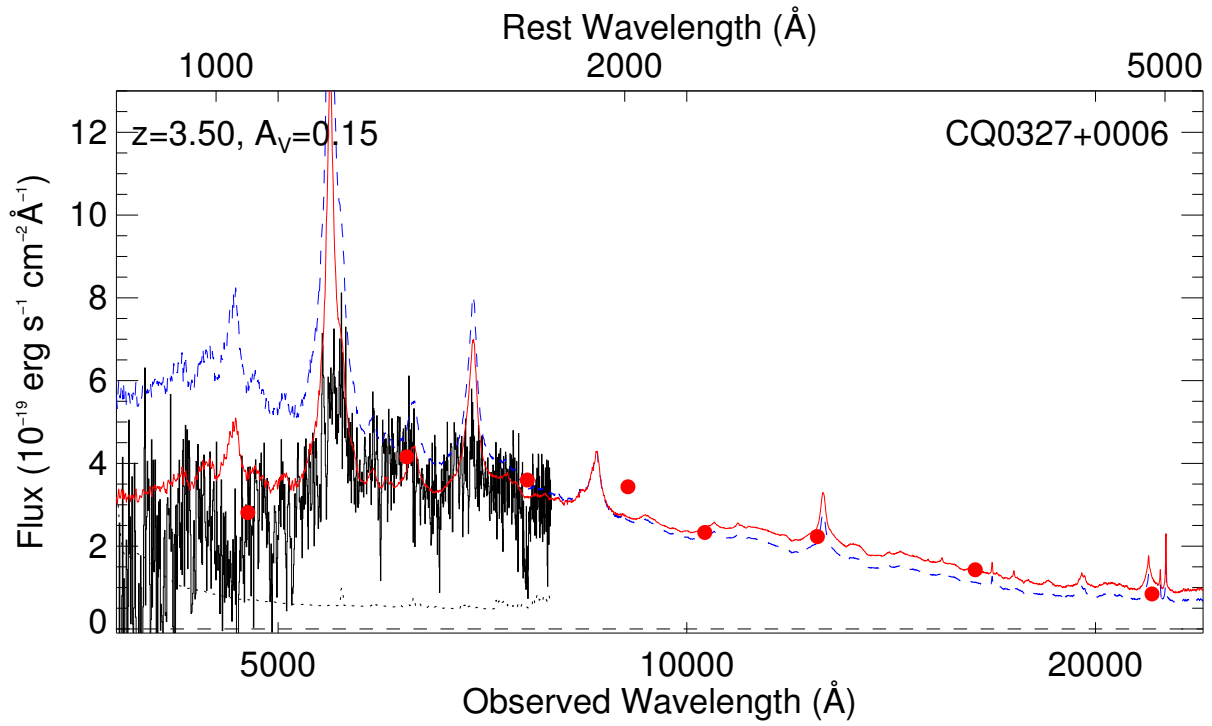 Rest Wavelength (Å)
1000 2000 5000
z=3.50, A_V=0.15 CQ0327+0006
12
10
8
6
4
2
0
Flux (10⁻¹⁹ erg s⁻¹ cm⁻²Å⁻¹)
5000 10000 20000
Observed Wavelength (Å)